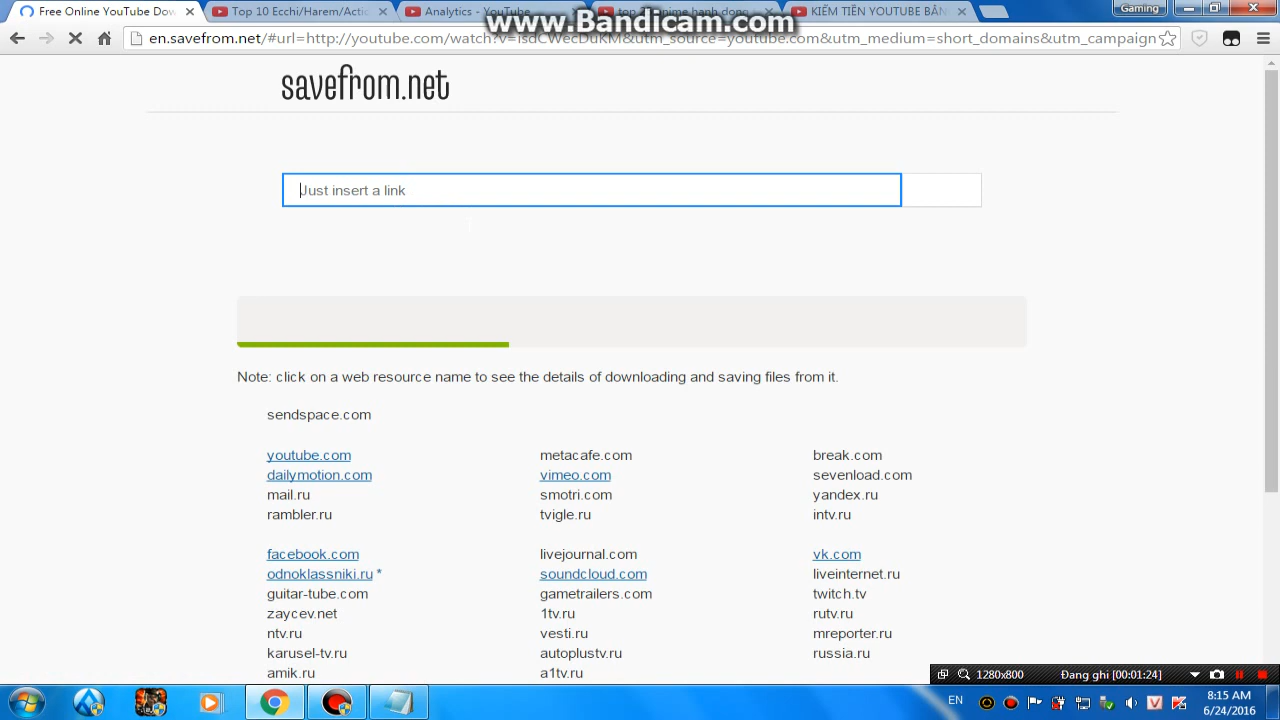 www.Bandicam.com
Free Online YouTube Dow
Top 10 Ecchi/Harem/Actic
Analytics - YouTube
anime hanh dong
KIẾM TIỀN YOUTUBE BẰN
Gaming
en.savefrom.net/#url=http://youtube.com/watch?
utm_source=youtube.com&utm_medium=short_domains&utm_campaign
savefrom.net
Just insert a link
Note: click on a web resource name to see the details of downloading and saving files from it.
sendspace.com
youtube.com metacafe.com break.com
dailymotion.com vimeo.com sevenload.com
mail.ru smotri.com yandex.ru
rambler.ru tvigle.ru intv.ru
facebook.com livejournal.com vk.com
odnoklassniki.ru * soundcloud.com liveinternet.ru
guitar-tube.com gametrailers.com twitch.tv
zaycev.net 1tv.ru rutv.ru
ntv.ru vesti.ru mreporter.ru
karusel-tv.ru autoplustv.ru russia.ru
amik.ru a1tv.ru
1280x800 Đang ghi [00:01:24]
EN
8:15 AM
6/24/2016